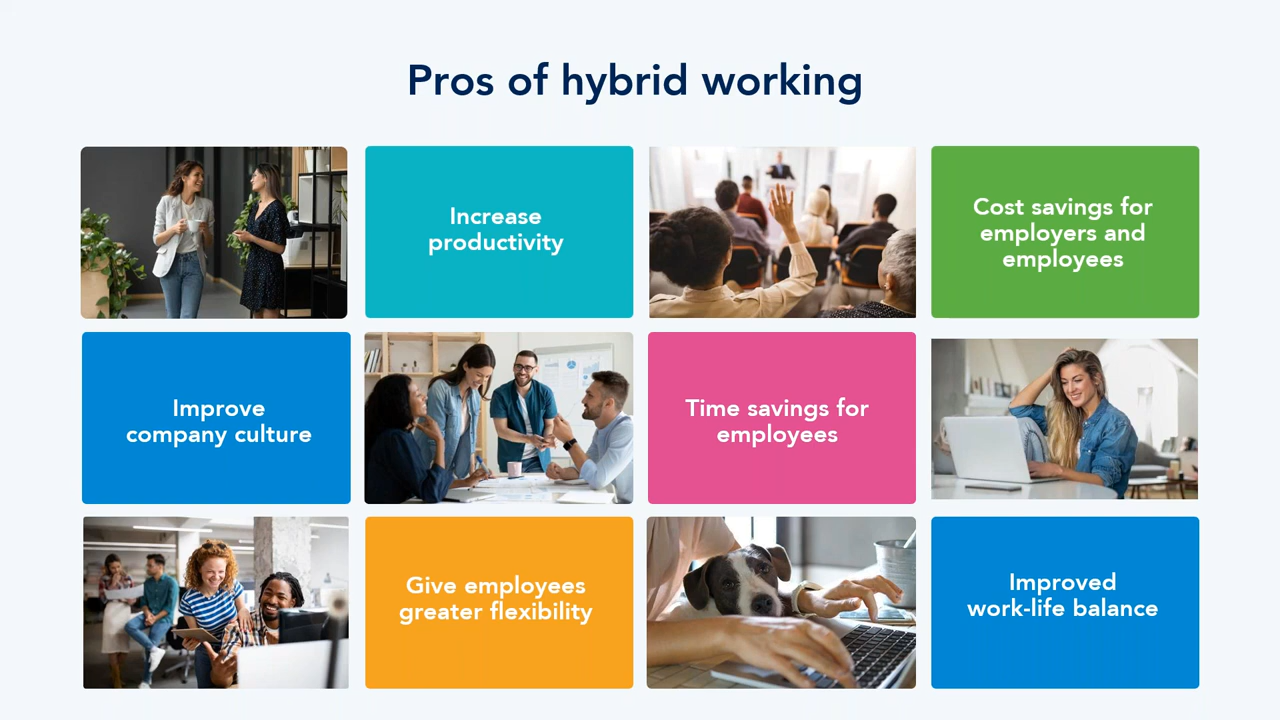 Pros of hybrid working
Increase
productivity
Cost savings for
employers and
employees
Improve
company culture
Time savings for
employees
Give employees
greater flexibility
Improved
work-life balance